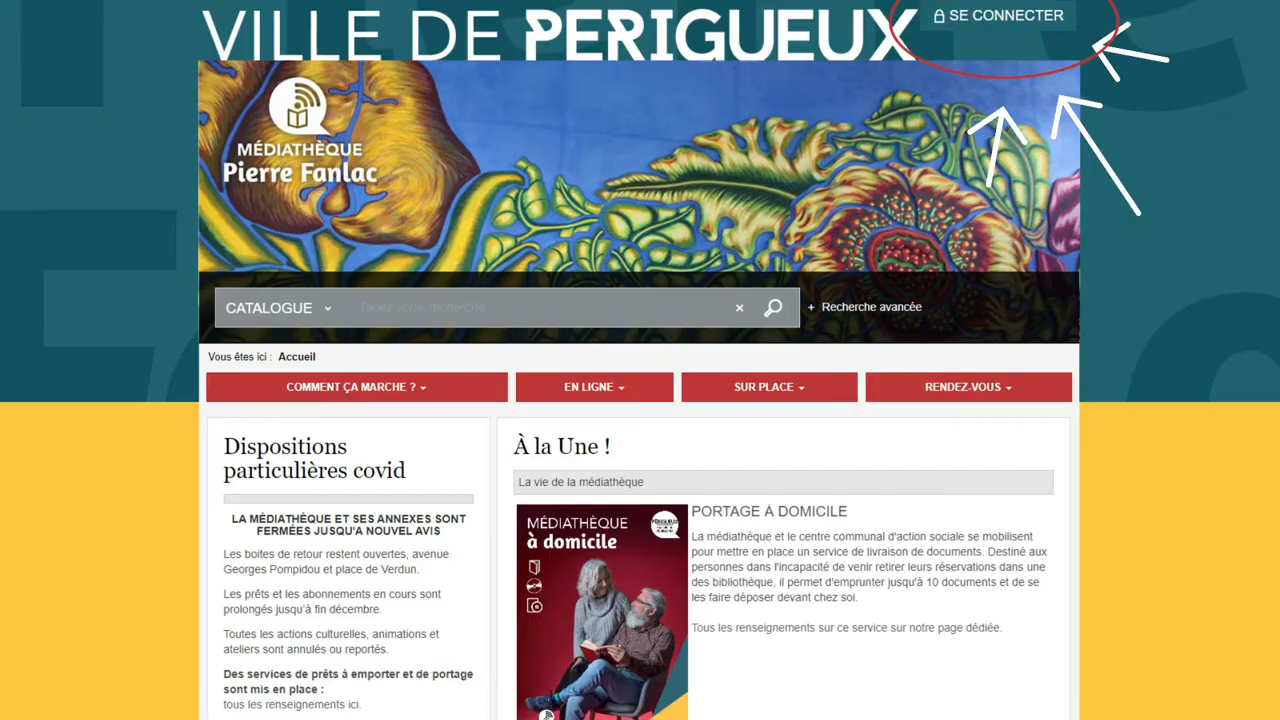 VILLE DE PERIGUEUX
SE CONNECTER
MÉDIATHÈQUE
Pierre Fanlac
CATALOGUE
Tapez votre recherche
× + Recherche avancée
Vous êtes ici : Accueil
COMMENT ÇA MARCHE ?
EN LIGNE
SUR PLACE
RENDEZ-VOUS
Dispositions
particulières covid
LA MÉDIATHÈQUE ET SES ANNEXES SONT
FERMÉES JUSQU'A NOUVEL AVIS
Les boites de retour restent ouvertes, avenue
Georges Pompidou et place de Verdun.
Les prêts et les abonnements en cours sont
prolongés jusqu'à fin décembre.
Toutes les actions culturelles, animations et
ateliers sont annulés ou reportés.
Des services de prêts à emporter et de portage
sont mis en place :
tous les renseignements ici.
À la Une !
La vie de la médiathèque
MÉDIATHÈQUE
à domicile
PORTAGE À DOMICILE
La médiathèque et le centre communal d'action sociale se mobilisent
pour mettre en place un service de livraison de documents. Destiné aux
personnes dans l'incapacité de venir retirer leurs réservations dans une
des bibliothèque, il permet d'emprunter jusqu'à 10 documents et de se
les faire déposer devant chez soi.
Tous les renseignements sur ce service sur notre page dédiée.